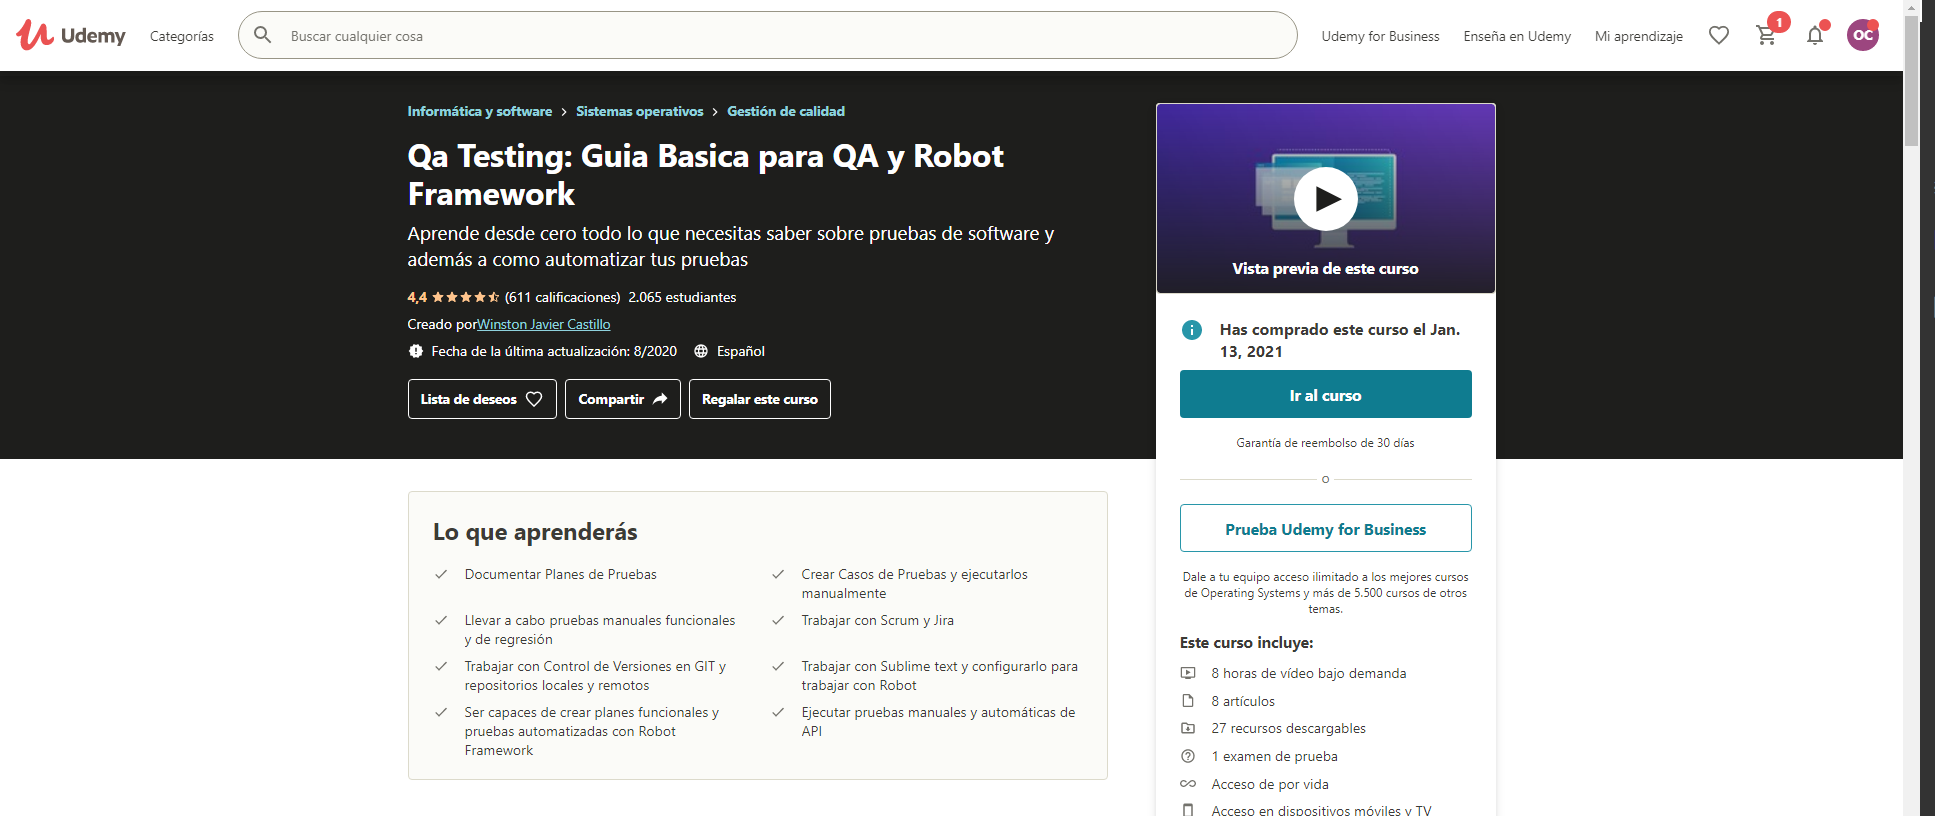 Udemy
Categorías
Buscar cualquier cosa
Udemy for Business
Enseña en Udemy
Mi aprendizaje
1
OC
Informática y software > Sistemas operativos > Gestión de calidad
Qa Testing: Guia Basica para QA y Robot
Framework
Aprende desde cero todo lo que necesitas saber sobre pruebas de software y
además a como automatizar tus pruebas
4,4 (611 calificaciones) 2.065 estudiantes
Creado porWinston Javier Castillo
Fecha de la última actualización: 8/2020 Español
Lista de deseos
Compartir
Regalar este curso
Vista previa de este curso
Has comprado este curso el Jan.
13, 2021
Ir al curso
Garantía de reembolso de 30 días
o
Prueba Udemy for Business
Dale a tu equipo acceso ilimitado a los mejores cursos
de Operating Systems y más de 5.500 cursos de otros
temas.
Este curso incluye:
8 horas de vídeo bajo demanda
8 artículos
27 recursos descargables
1 examen de prueba
Acceso de por vida
Acceso en dispositivos móviles y TV
Lo que aprenderás
Documentar Planes de Pruebas
Crear Casos de Pruebas y ejecutarlos
manualmente
Llevar a cabo pruebas manuales funcionales
y de regresión
Trabajar con Scrum y Jira
Trabajar con Control de Versiones en GIT y
repositorios locales y remotos
Trabajar con Sublime text y configurarlo para
trabajar con Robot
Ser capaces de crear planes funcionales y
pruebas automatizadas con Robot
Framework
Ejecutar pruebas manuales y automáticas de
API